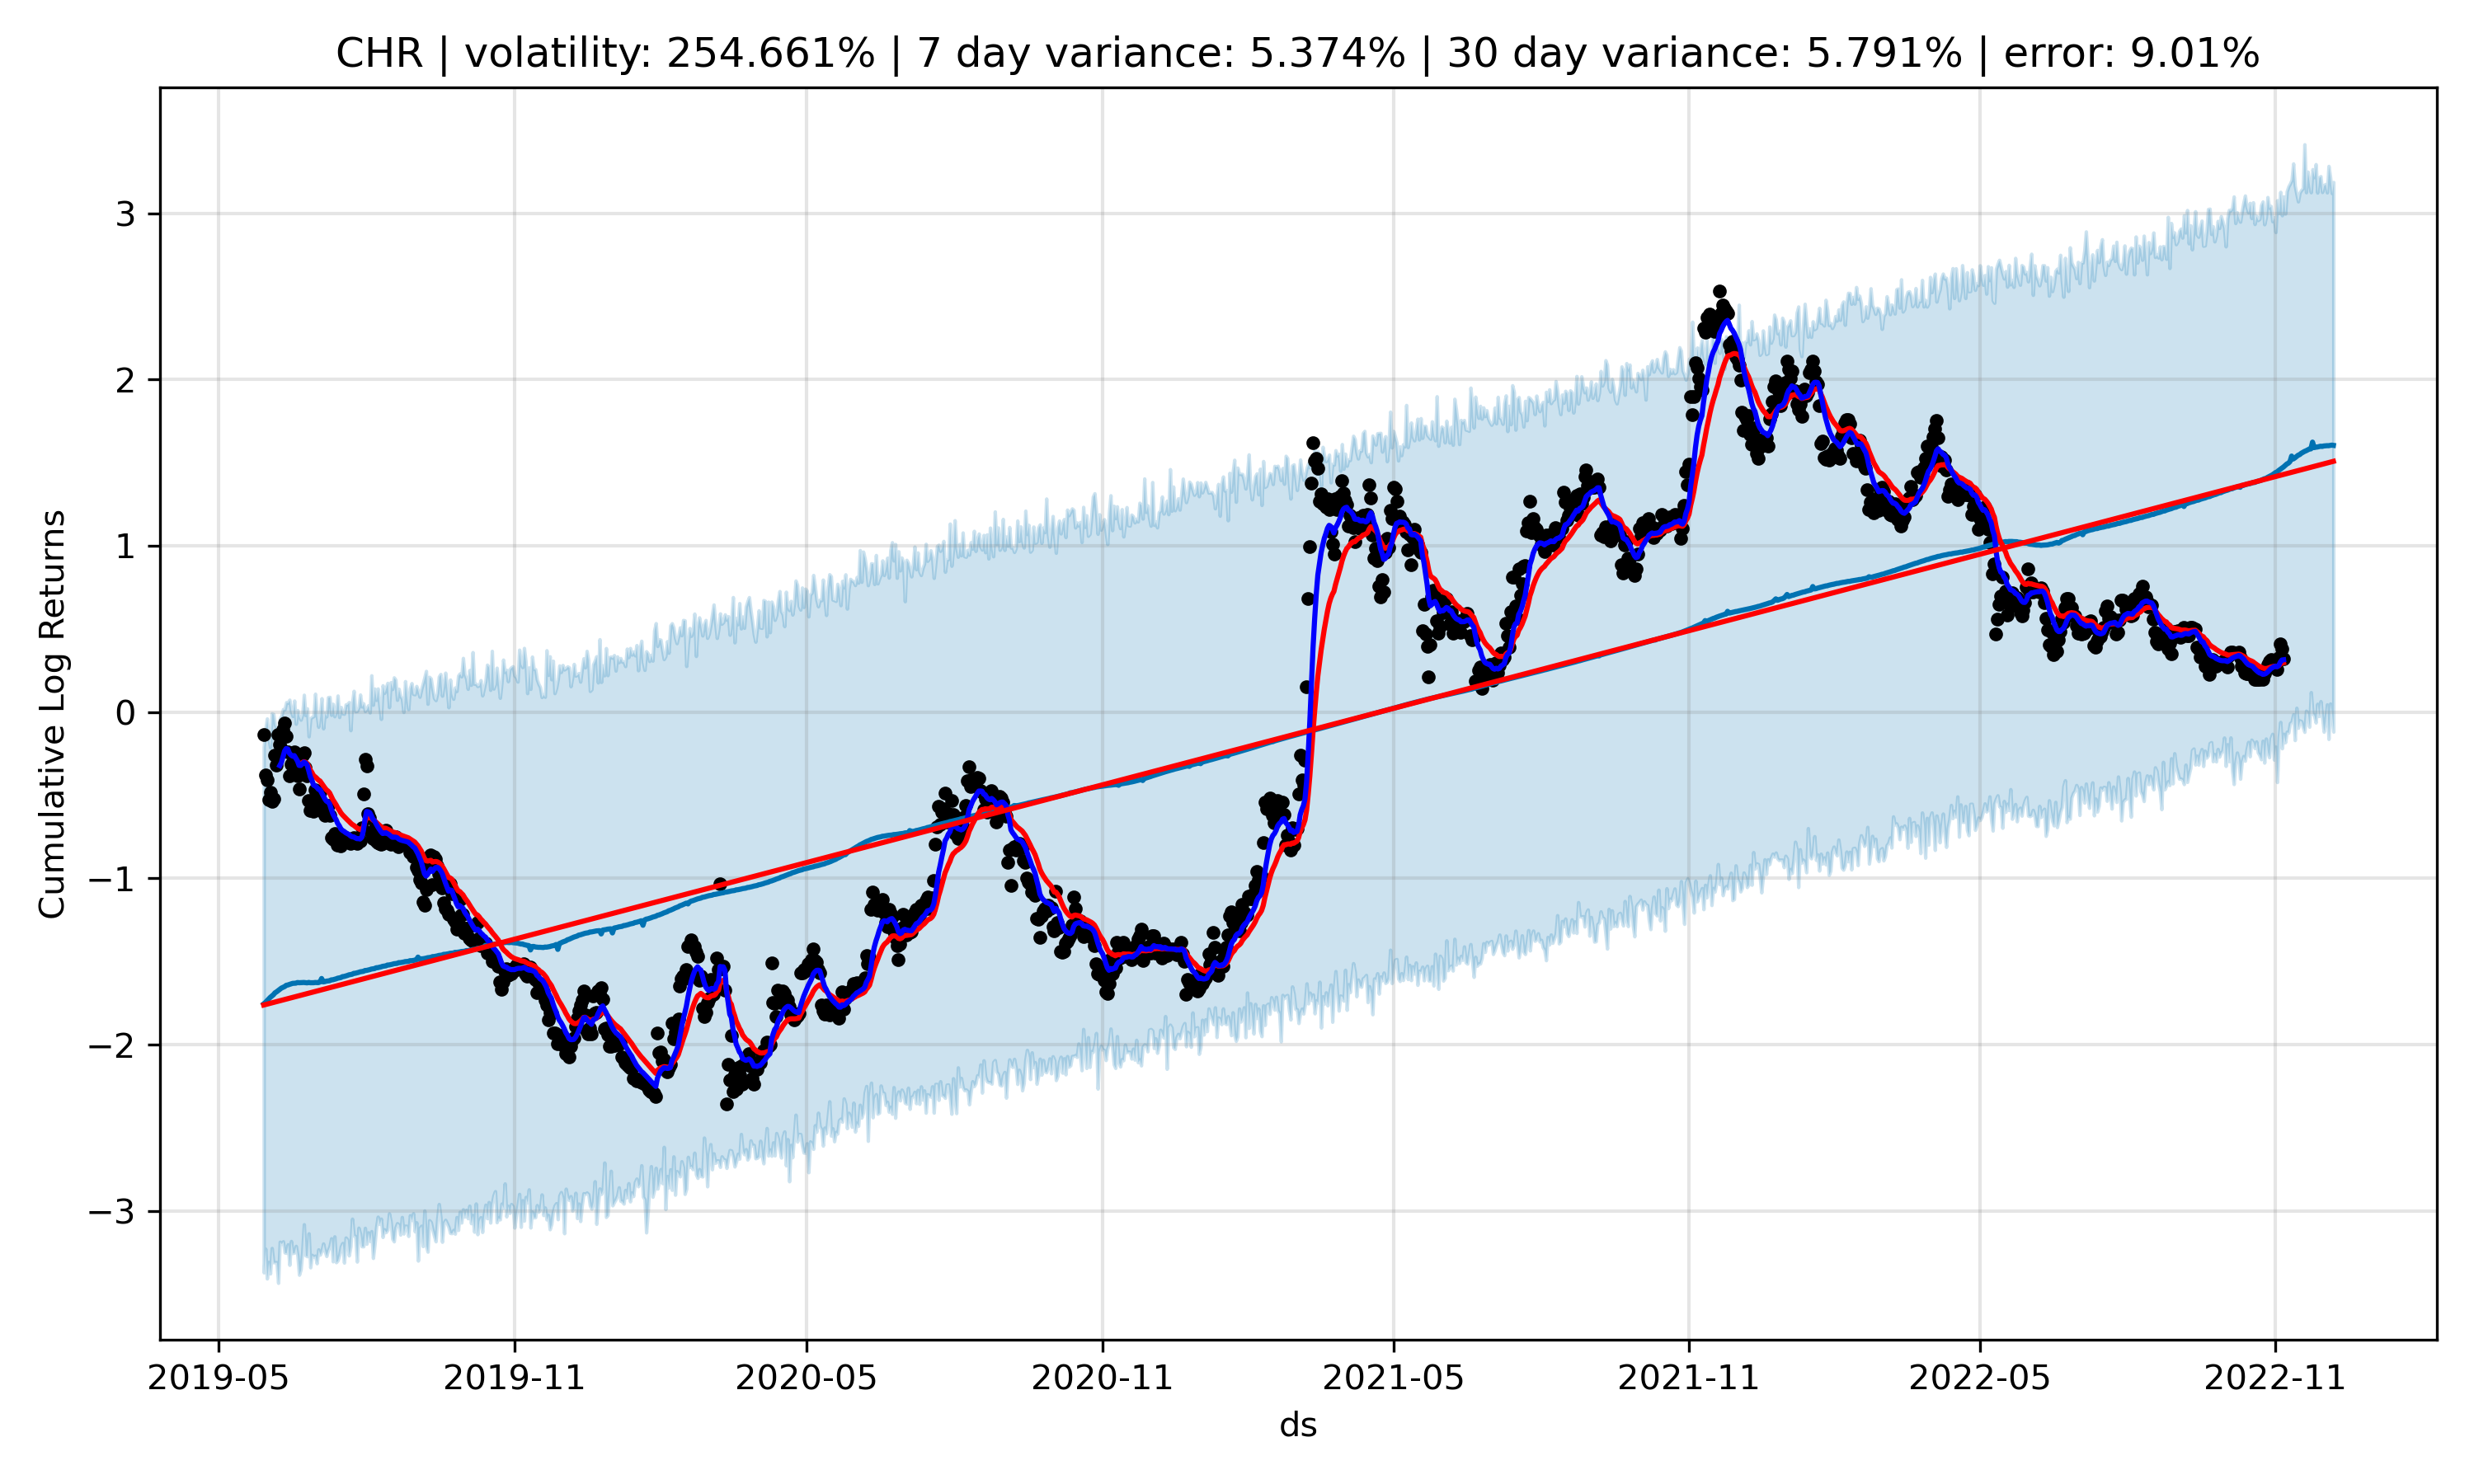 CHR | volatility: 254.661% | 7 day variance: 5.374% | 30 day variance: 5.791% | error: 9.01%
Cumulative Log Returns
3
2
1
0
−1
−2
−3
2019-05 2019-11 2020-05 2020-11 2021-05 2021-11 2022-05 2022-11
ds